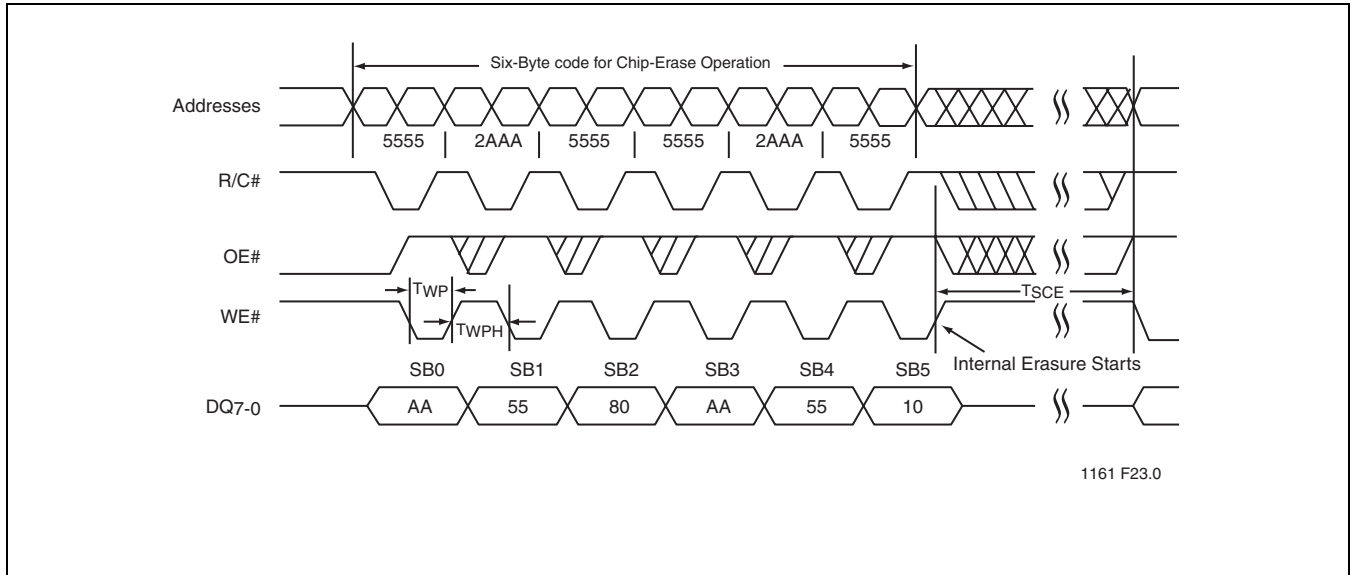 Six-Byte code for Chip-Erase Operation
Addresses
5555 2AAA 5555 5555 2AAA 5555
R/C#
OE#
TWP
TSCE
WE#
TWPH
Internal Erasure Starts
SB0 SB1 SB2 SB3 SB4 SB5
DQ7-0
AA 55 80 AA 55 10
1161 F23.0